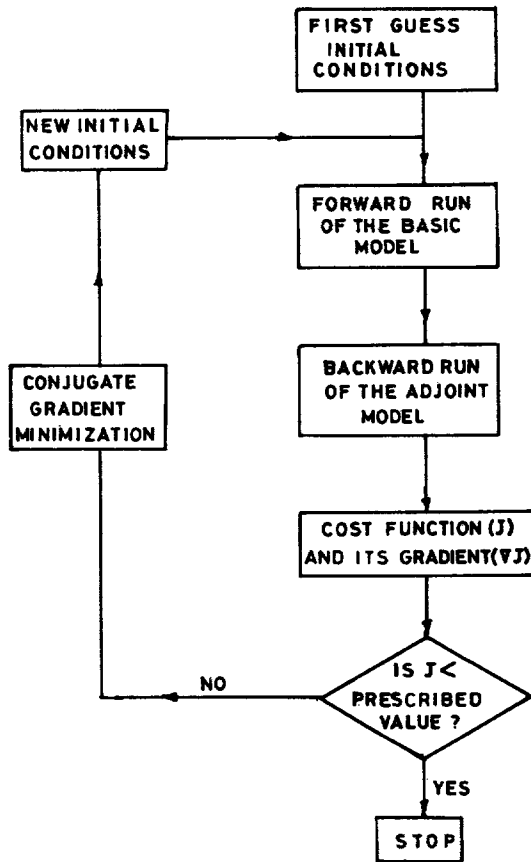 FIRST GUESS
INITIAL
CONDITIONS
NEW INITIAL
CONDITIONS
FORWARD RUN
OF THE BASIC
MODEL
BACKWARD RUN
OF THE ADJOINT
MODEL
CONJUGATE
GRADIENT
MINIMIZATION
COST FUNCTION (J)
AND ITS GRADIENT(∇J)
IS J<
PRESCRIBED
VALUE ?
NO
YES
STOP